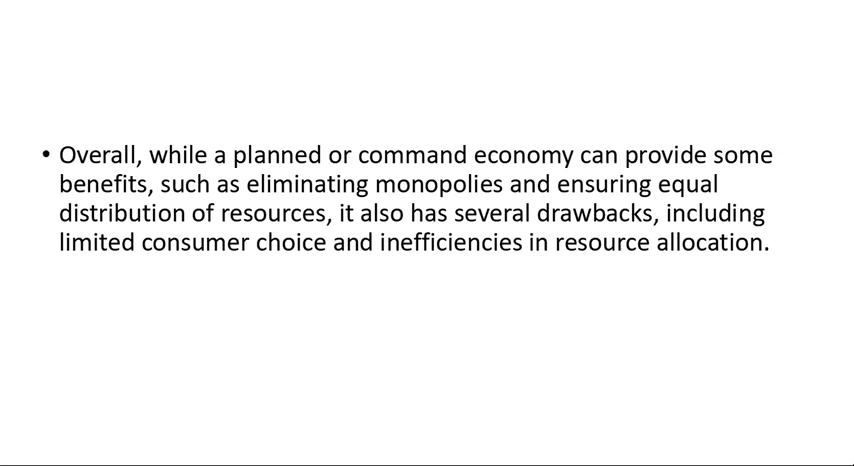 • Overall, while a planned or command economy can provide some
benefits, such as eliminating monopolies and ensuring equal
distribution of resources, it also has several drawbacks, including
limited consumer choice and inefficiencies in resource allocation.